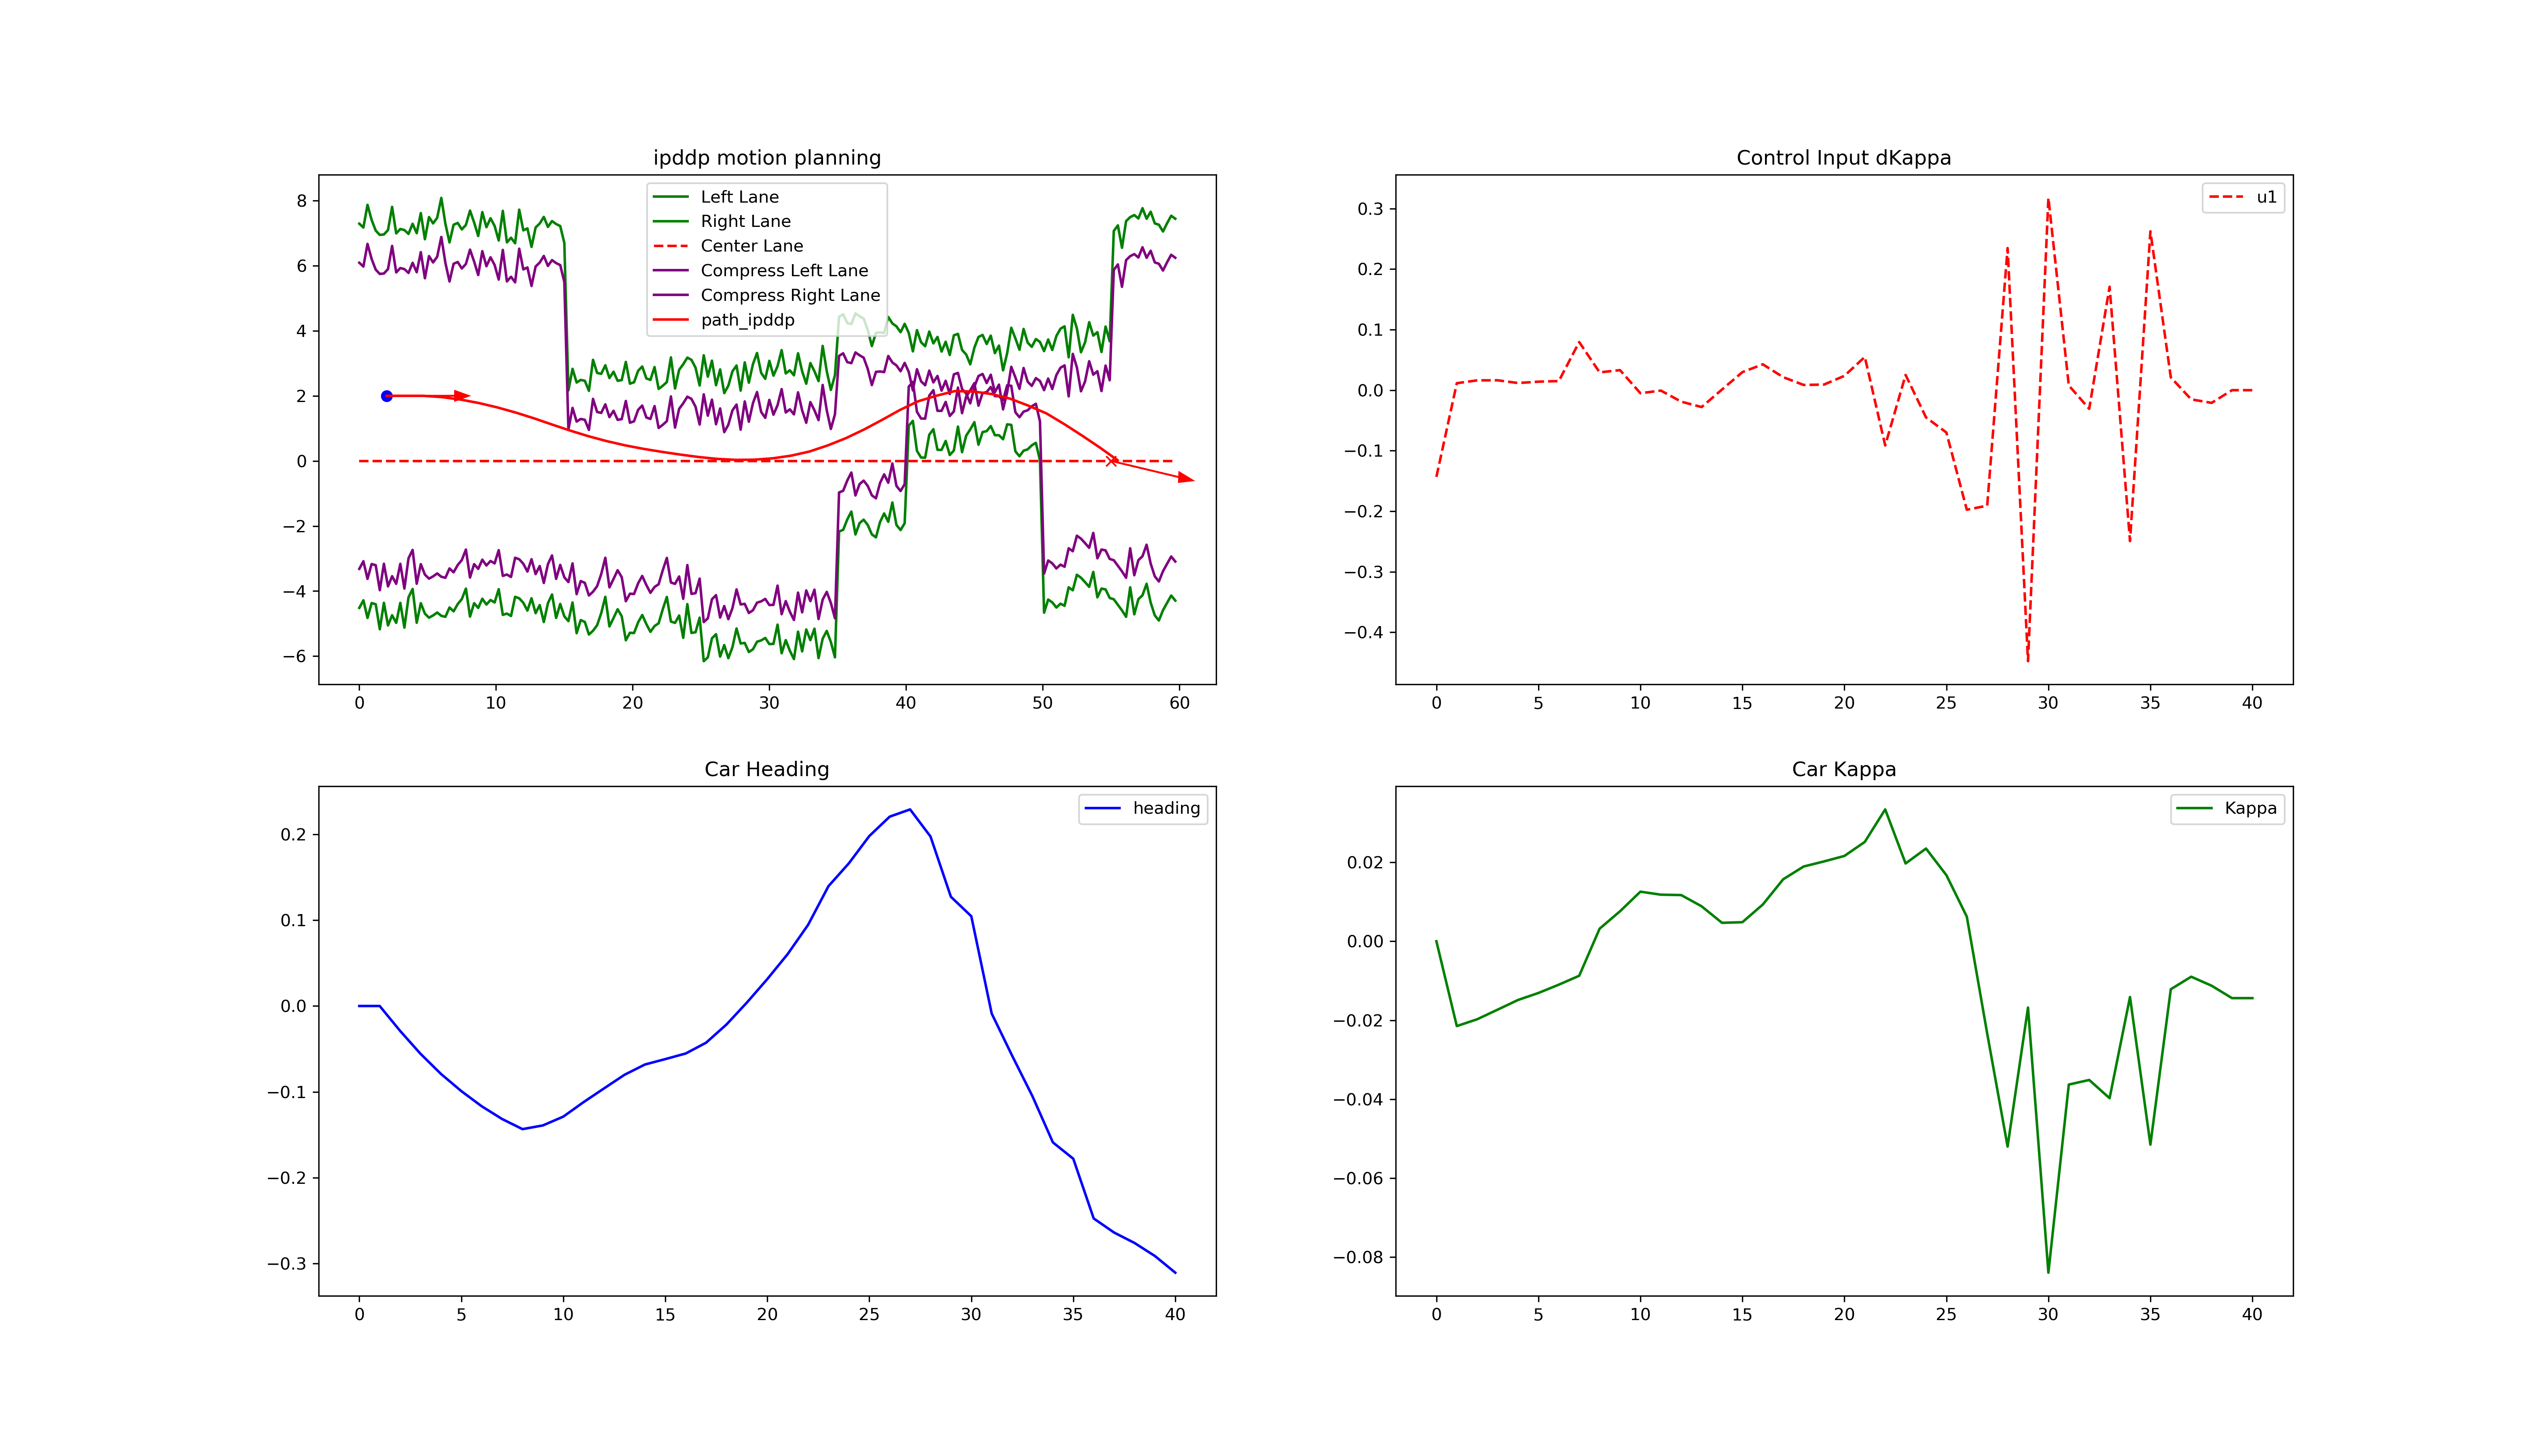 ipddp motion planning
Left Lane
Right Lane
Center Lane
Compress Left Lane
Compress Right Lane
path_ipddp
8
6
4
2
0
−2
−4
−6
0 10 20 30 40 50 60
Control Input dKappa
u1
0.3
0.2
0.1
0.0
−0.1
−0.2
−0.3
−0.4
0 5 10 15 20 25 30 35 40
Car Heading
heading
0.2
0.1
0.0
−0.1
−0.2
−0.3
0 5 10 15 20 25 30 35 40
Car Kappa
Kappa
0.02
0.00
−0.02
−0.04
−0.06
−0.08
0 5 10 15 20 25 30 35 40